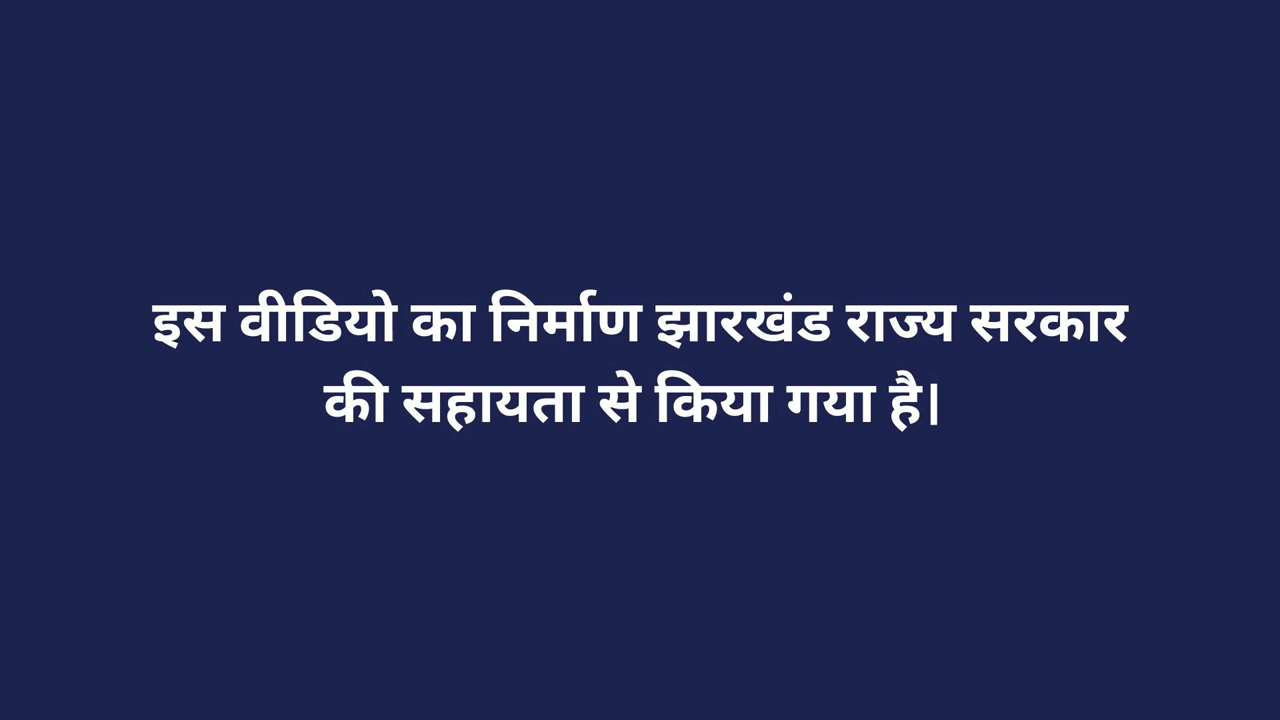 इस वीडियो का निर्माण झारखंड राज्य सरकार
की सहायता से किया गया है।